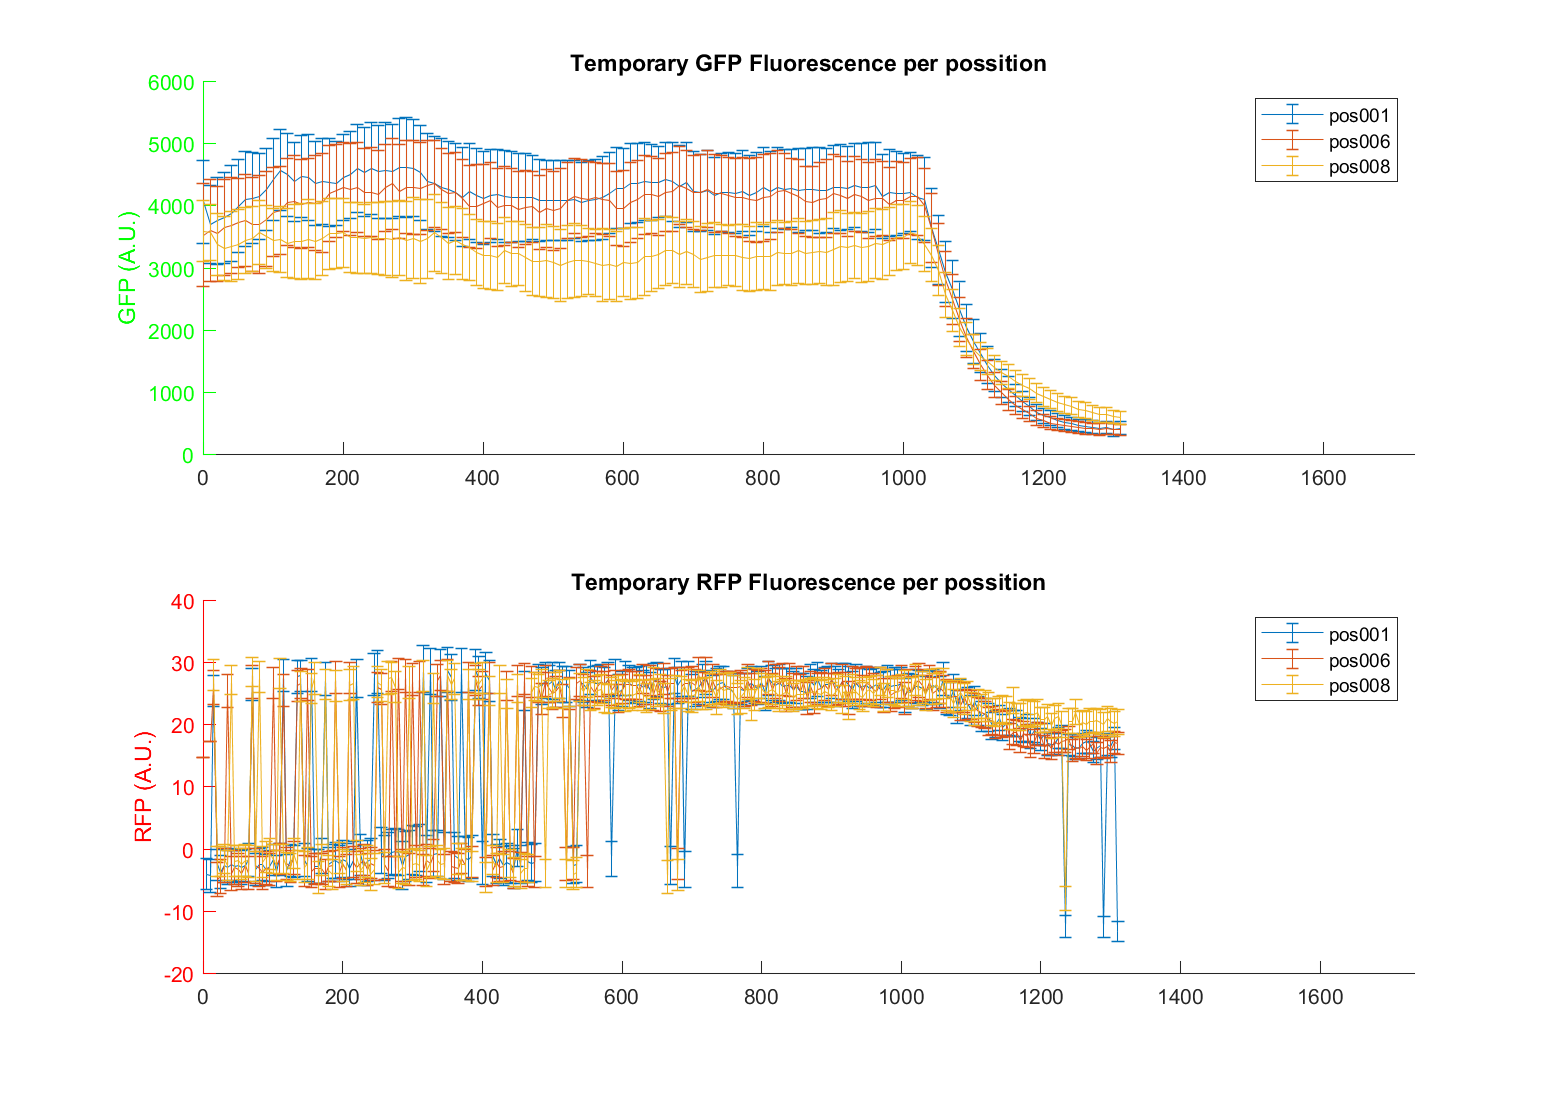 Temporary GFP Fluorescence per possition
6000
5000
4000
3000
2000
1000
0
GFP (A.U.)
0 200 400 600 800 1000 1200 1400 1600
pos001
pos006
pos008
Temporary RFP Fluorescence per possition
40
30
20
10
0
-10
-20
RFP (A.U.)
0 200 400 600 800 1000 1200 1400 1600
pos001
pos006
pos008